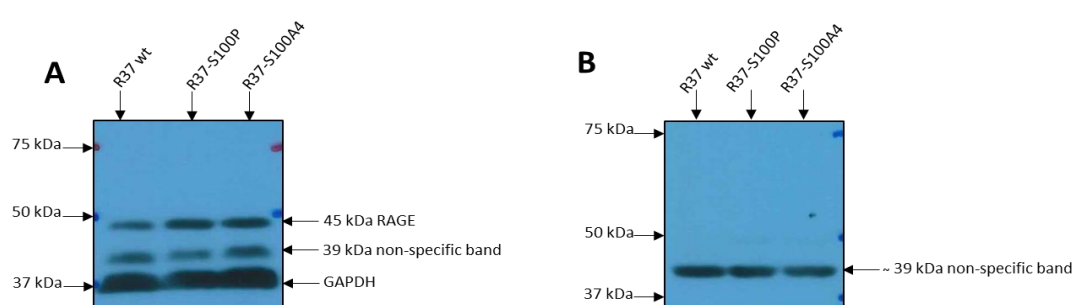 A
R37 wt
R37-S100P
R37-S100A4
75 kDa
50 kDa
37 kDa
45 kDa RAGE
39 kDa non-specific band
GAPDH
B
R37 wt
R37-S100P
R37-S100A4
75 kDa
50 kDa
37 kDa
~ 39 kDa non-specific band